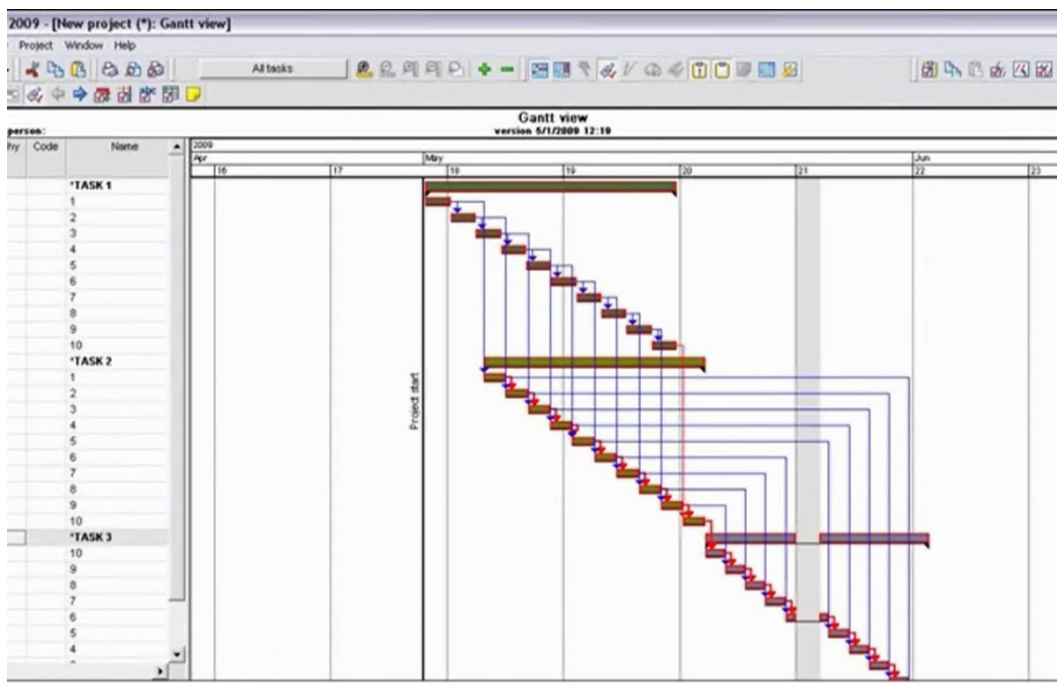 2009 - [New project (*): Gantt view]
Project Window Help
All tasks
Gantt view
person: version 5/1/2009 12:19
hy Code Name
2009
Apr May Jun
16 17 18 19 20 21 22 23
*TASK 1
1
2
3
4
5
6
7
8
9
10
*TASK 2
1
2
3
4
5
6
7
8
9
10
*TASK 3
10
9
8
7
6
5
4
Project start